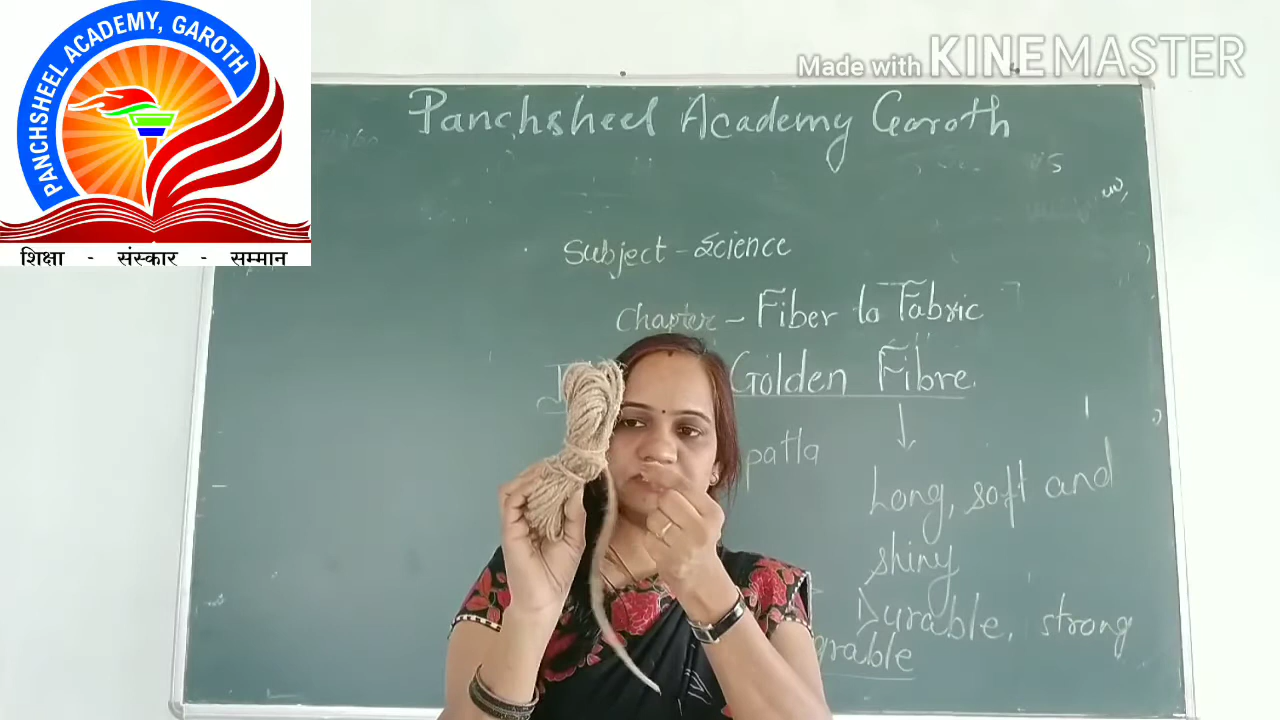 PANCHSHEEL ACADEMY, GAROTH
शिक्षा - संस्कार - सम्मान
Made with KINEMASTER
Panchsheel Academy Garoth
Subject - Science
Chapter - Fiber to Fabric
Golden Fibre
patla
Long, soft and
shiny
Durable, strong
grable